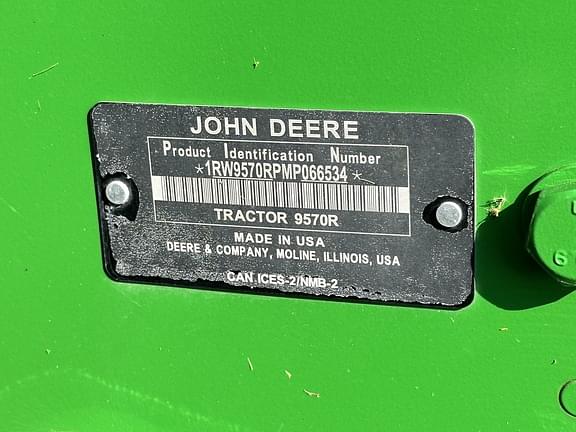 JOHN DEERE
Product Identification Number
*1RW9570RPMP066534*
TRACTOR 9570R
MADE IN USA
DEERE & COMPANY, MOLINE, ILLINOIS, USA
CAN ICES-2/NMB-2